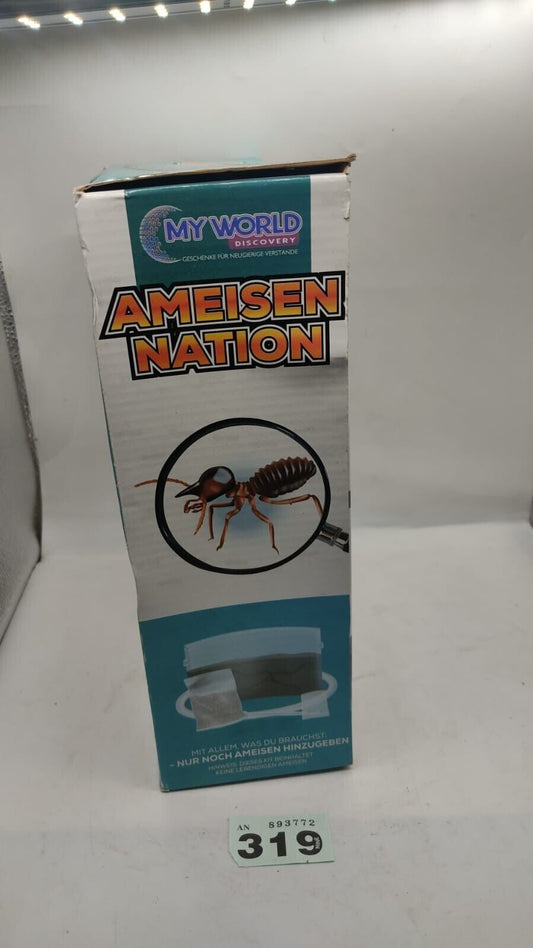 MY WORLD
DISCOVERY
GESCHENKE FÜR NEUGIERIGE VERSTÄNDE
AMEISEN
NATION
MIT ALLEM, WAS DU BRAUCHST:
- NUR NOCH AMEISEN HINZUGEBEN
HINWEIS: DIESES KIT BEINHALTET
KEINE LEBENDIGEN AMEISEN
AN 893772
319